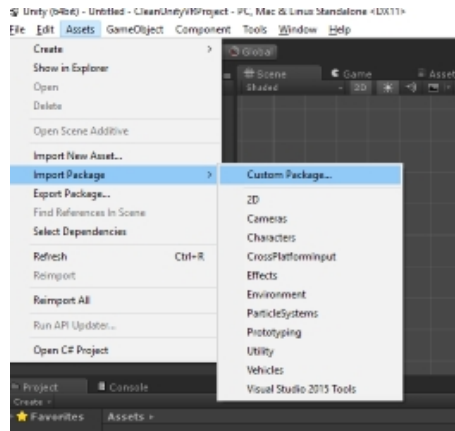 Unity (64bit) - Untitled - CleanUnityVRProject - PC, Mac & Linux Standalone <DX11>
File Edit Assets GameObject Component Tools Window Help
Create >
Global
Show in Explorer
Scene Game Asset
Open
Shaded 2D
Delete
Open Scene Additive
Import New Asset...
Import Package >
Custom Package...
Export Package...
2D
Find References In Scene
Cameras
Select Dependencies
Characters
Refresh Ctrl+R
CrossPlatformInput
Reimport
Effects
Reimport All
Environment
ParticleSystems
Run API Updater...
Prototyping
Open C# Project
Utility
Vehicles
Project Console
Visual Studio 2015 Tools
Create
Favorites Assets